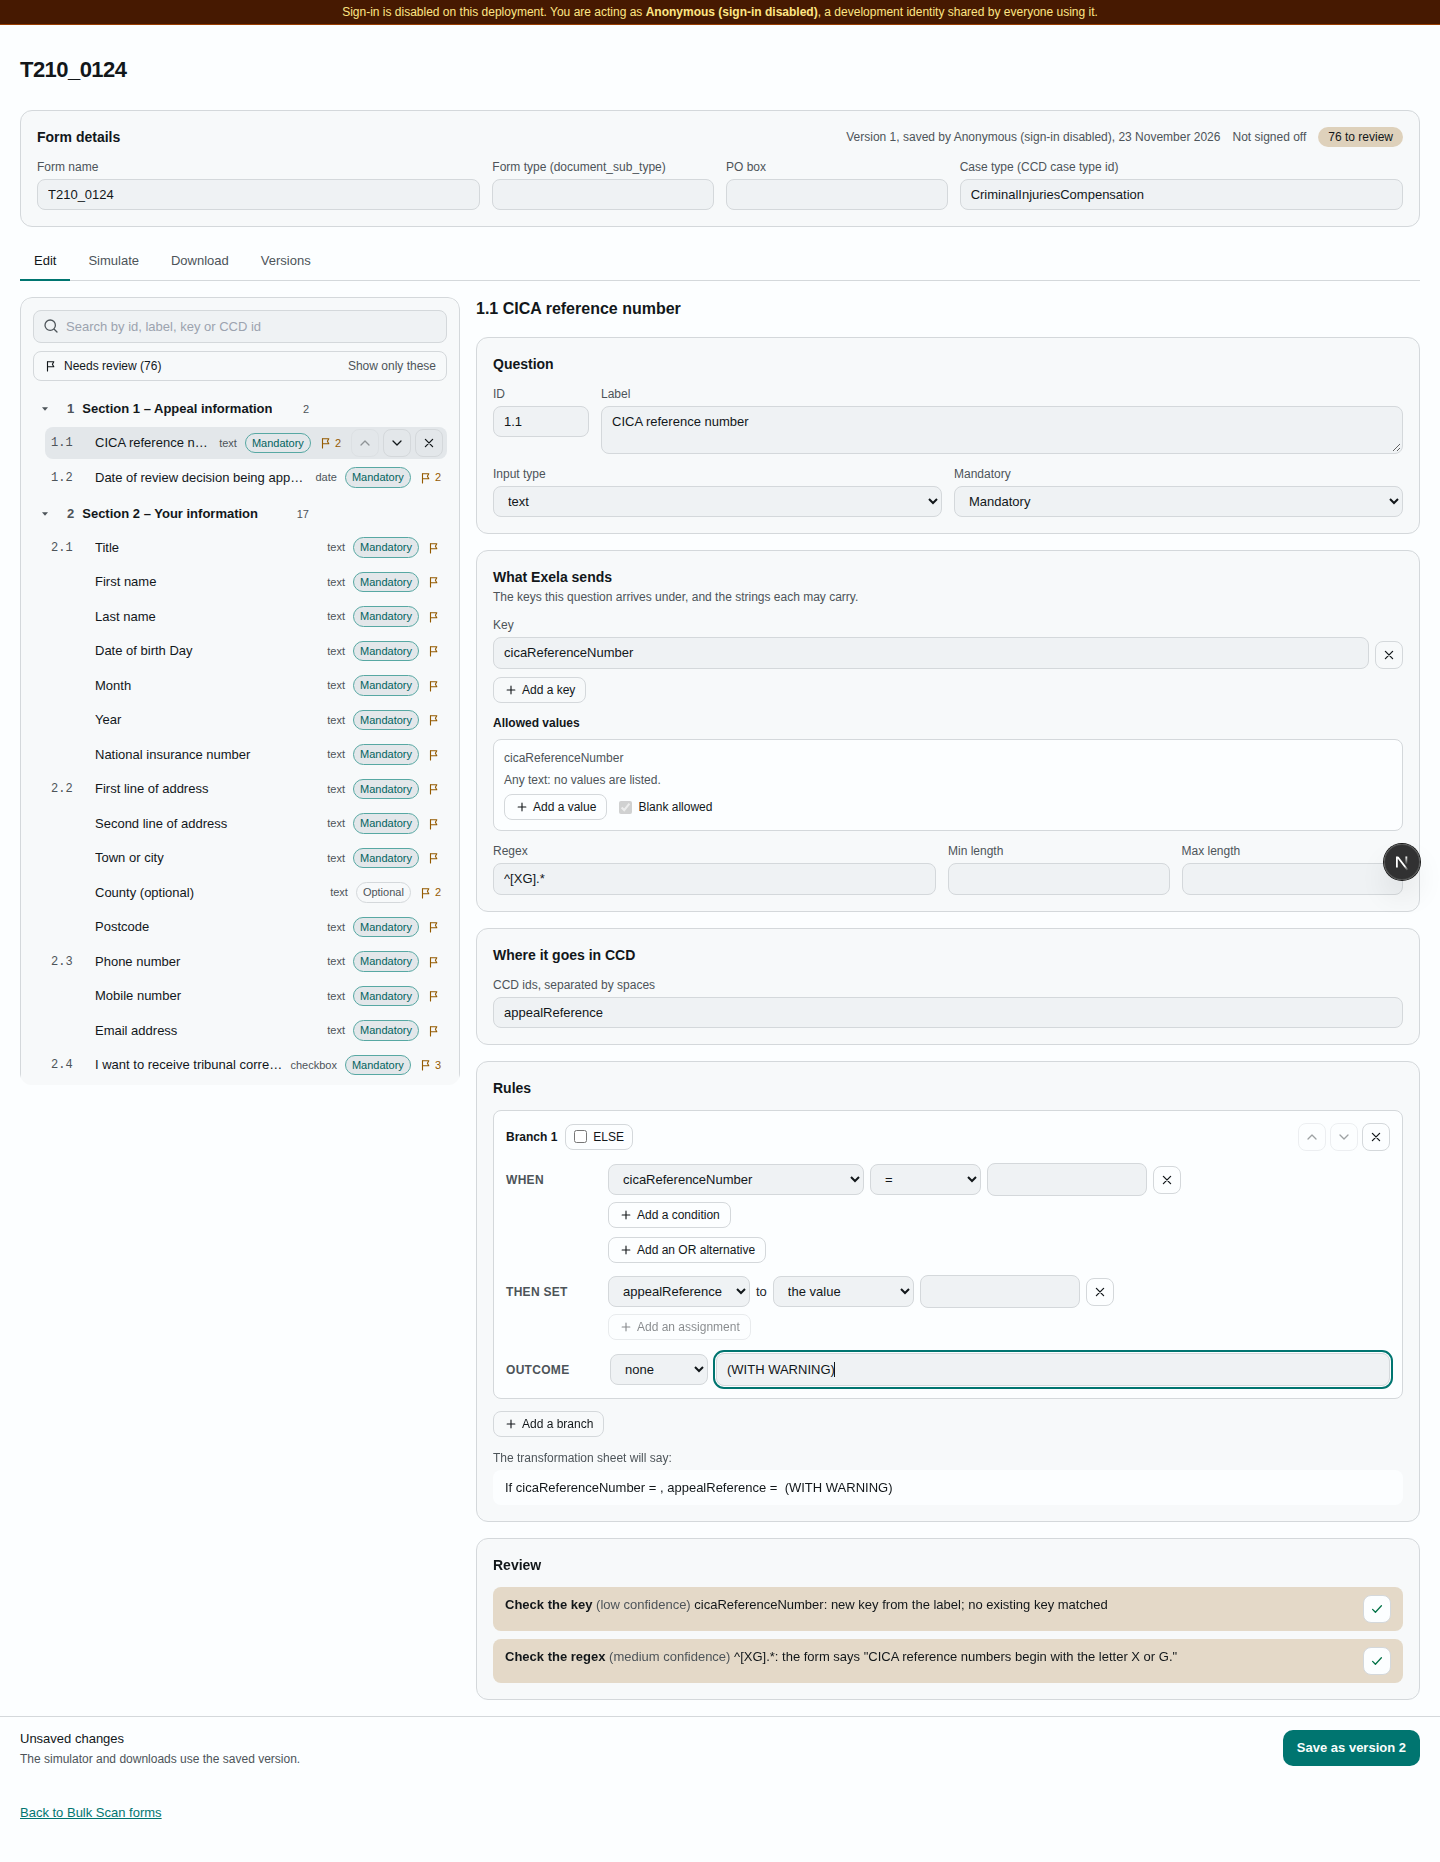 Sign-in is disabled on this deployment. You are acting as Anonymous (sign-in disabled), a development identity shared by everyone using it.
T210_0124
Form details
Version 1, saved by Anonymous (sign-in disabled), 23 November 2026 Not signed off 76 to review
Form name
Form type (document_sub_type)
PO box
Case type (CCD case type id)
T210_0124
CriminalInjuriesCompensation
Edit Simulate Download Versions
Search by id, label, key or CCD id
Needs review (76) Show only these
1 Section 1 – Appeal information 2
1.1 CICA reference n... text Mandatory 2
1.2 Date of review decision being app... date Mandatory 2
2 Section 2 – Your information 17
2.1 Title text Mandatory
First name text Mandatory
Last name text Mandatory
Date of birth Day text Mandatory
Month text Mandatory
Year text Mandatory
National insurance number text Mandatory
2.2 First line of address text Mandatory
Second line of address text Mandatory
Town or city text Mandatory
County (optional) text Optional 2
Postcode text Mandatory
2.3 Phone number text Mandatory
Mobile number text Mandatory
Email address text Mandatory
2.4 I want to receive tribunal corre... checkbox Mandatory 3
1.1 CICA reference number
Question
ID Label
1.1 CICA reference number
Input type Mandatory
text Mandatory
What Exela sends
The keys this question arrives under, and the strings each may carry.
Key
cicaReferenceNumber
Add a key
Allowed values
cicaReferenceNumber
Any text: no values are listed.
Add a value Blank allowed
Regex Min length Max length
^[XG].*
N
Where it goes in CCD
CCD ids, separated by spaces
appealReference
Rules
Branch 1 ELSE
WHEN cicaReferenceNumber =
Add a condition
Add an OR alternative
THEN SET appealReference to the value
Add an assignment
OUTCOME none (WITH WARNING)
Add a branch
The transformation sheet will say:
If cicaReferenceNumber = , appealReference =  (WITH WARNING)
Review
Check the key (low confidence) cicaReferenceNumber: new key from the label; no existing key matched
Check the regex (medium confidence) ^[XG].*: the form says "CICA reference numbers begin with the letter X or G."
Unsaved changes
The simulator and downloads use the saved version.
Save as version 2
Back to Bulk Scan forms